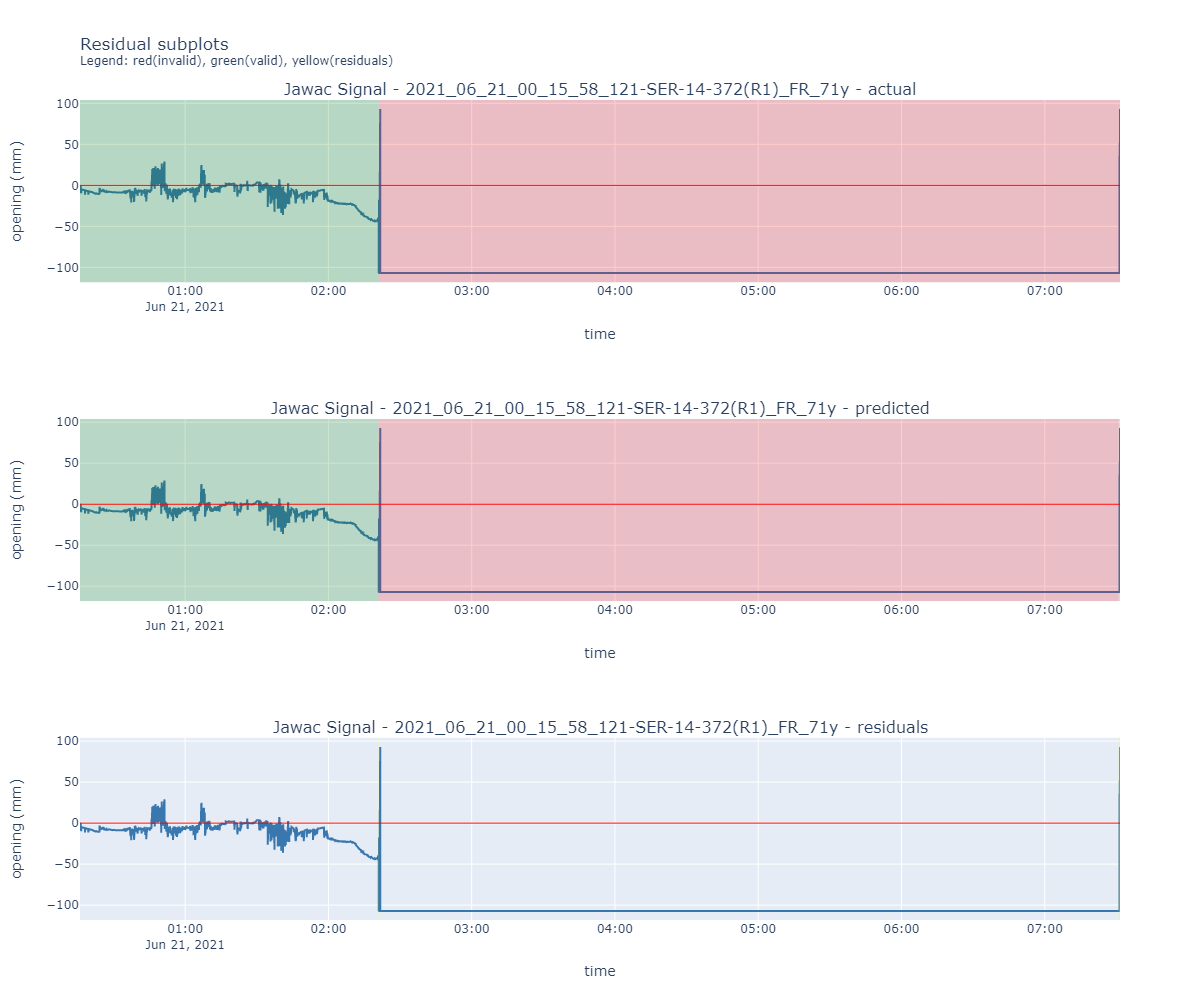 Residual subplots
Legend: red(invalid), green(valid), yellow(residuals)
Jawac Signal - 2021_06_21_00_15_58_121-SER-14-372(R1)_FR_71y - actual
100
50
0
−50
−100
opening (mm)
01:00 02:00 03:00 04:00 05:00 06:00 07:00
Jun 21, 2021
time
Jawac Signal - 2021_06_21_00_15_58_121-SER-14-372(R1)_FR_71y - predicted
100
50
0
−50
−100
opening (mm)
01:00 02:00 03:00 04:00 05:00 06:00 07:00
Jun 21, 2021
time
Jawac Signal - 2021_06_21_00_15_58_121-SER-14-372(R1)_FR_71y - residuals
100
50
0
−50
−100
opening (mm)
01:00 02:00 03:00 04:00 05:00 06:00 07:00
Jun 21, 2021
time